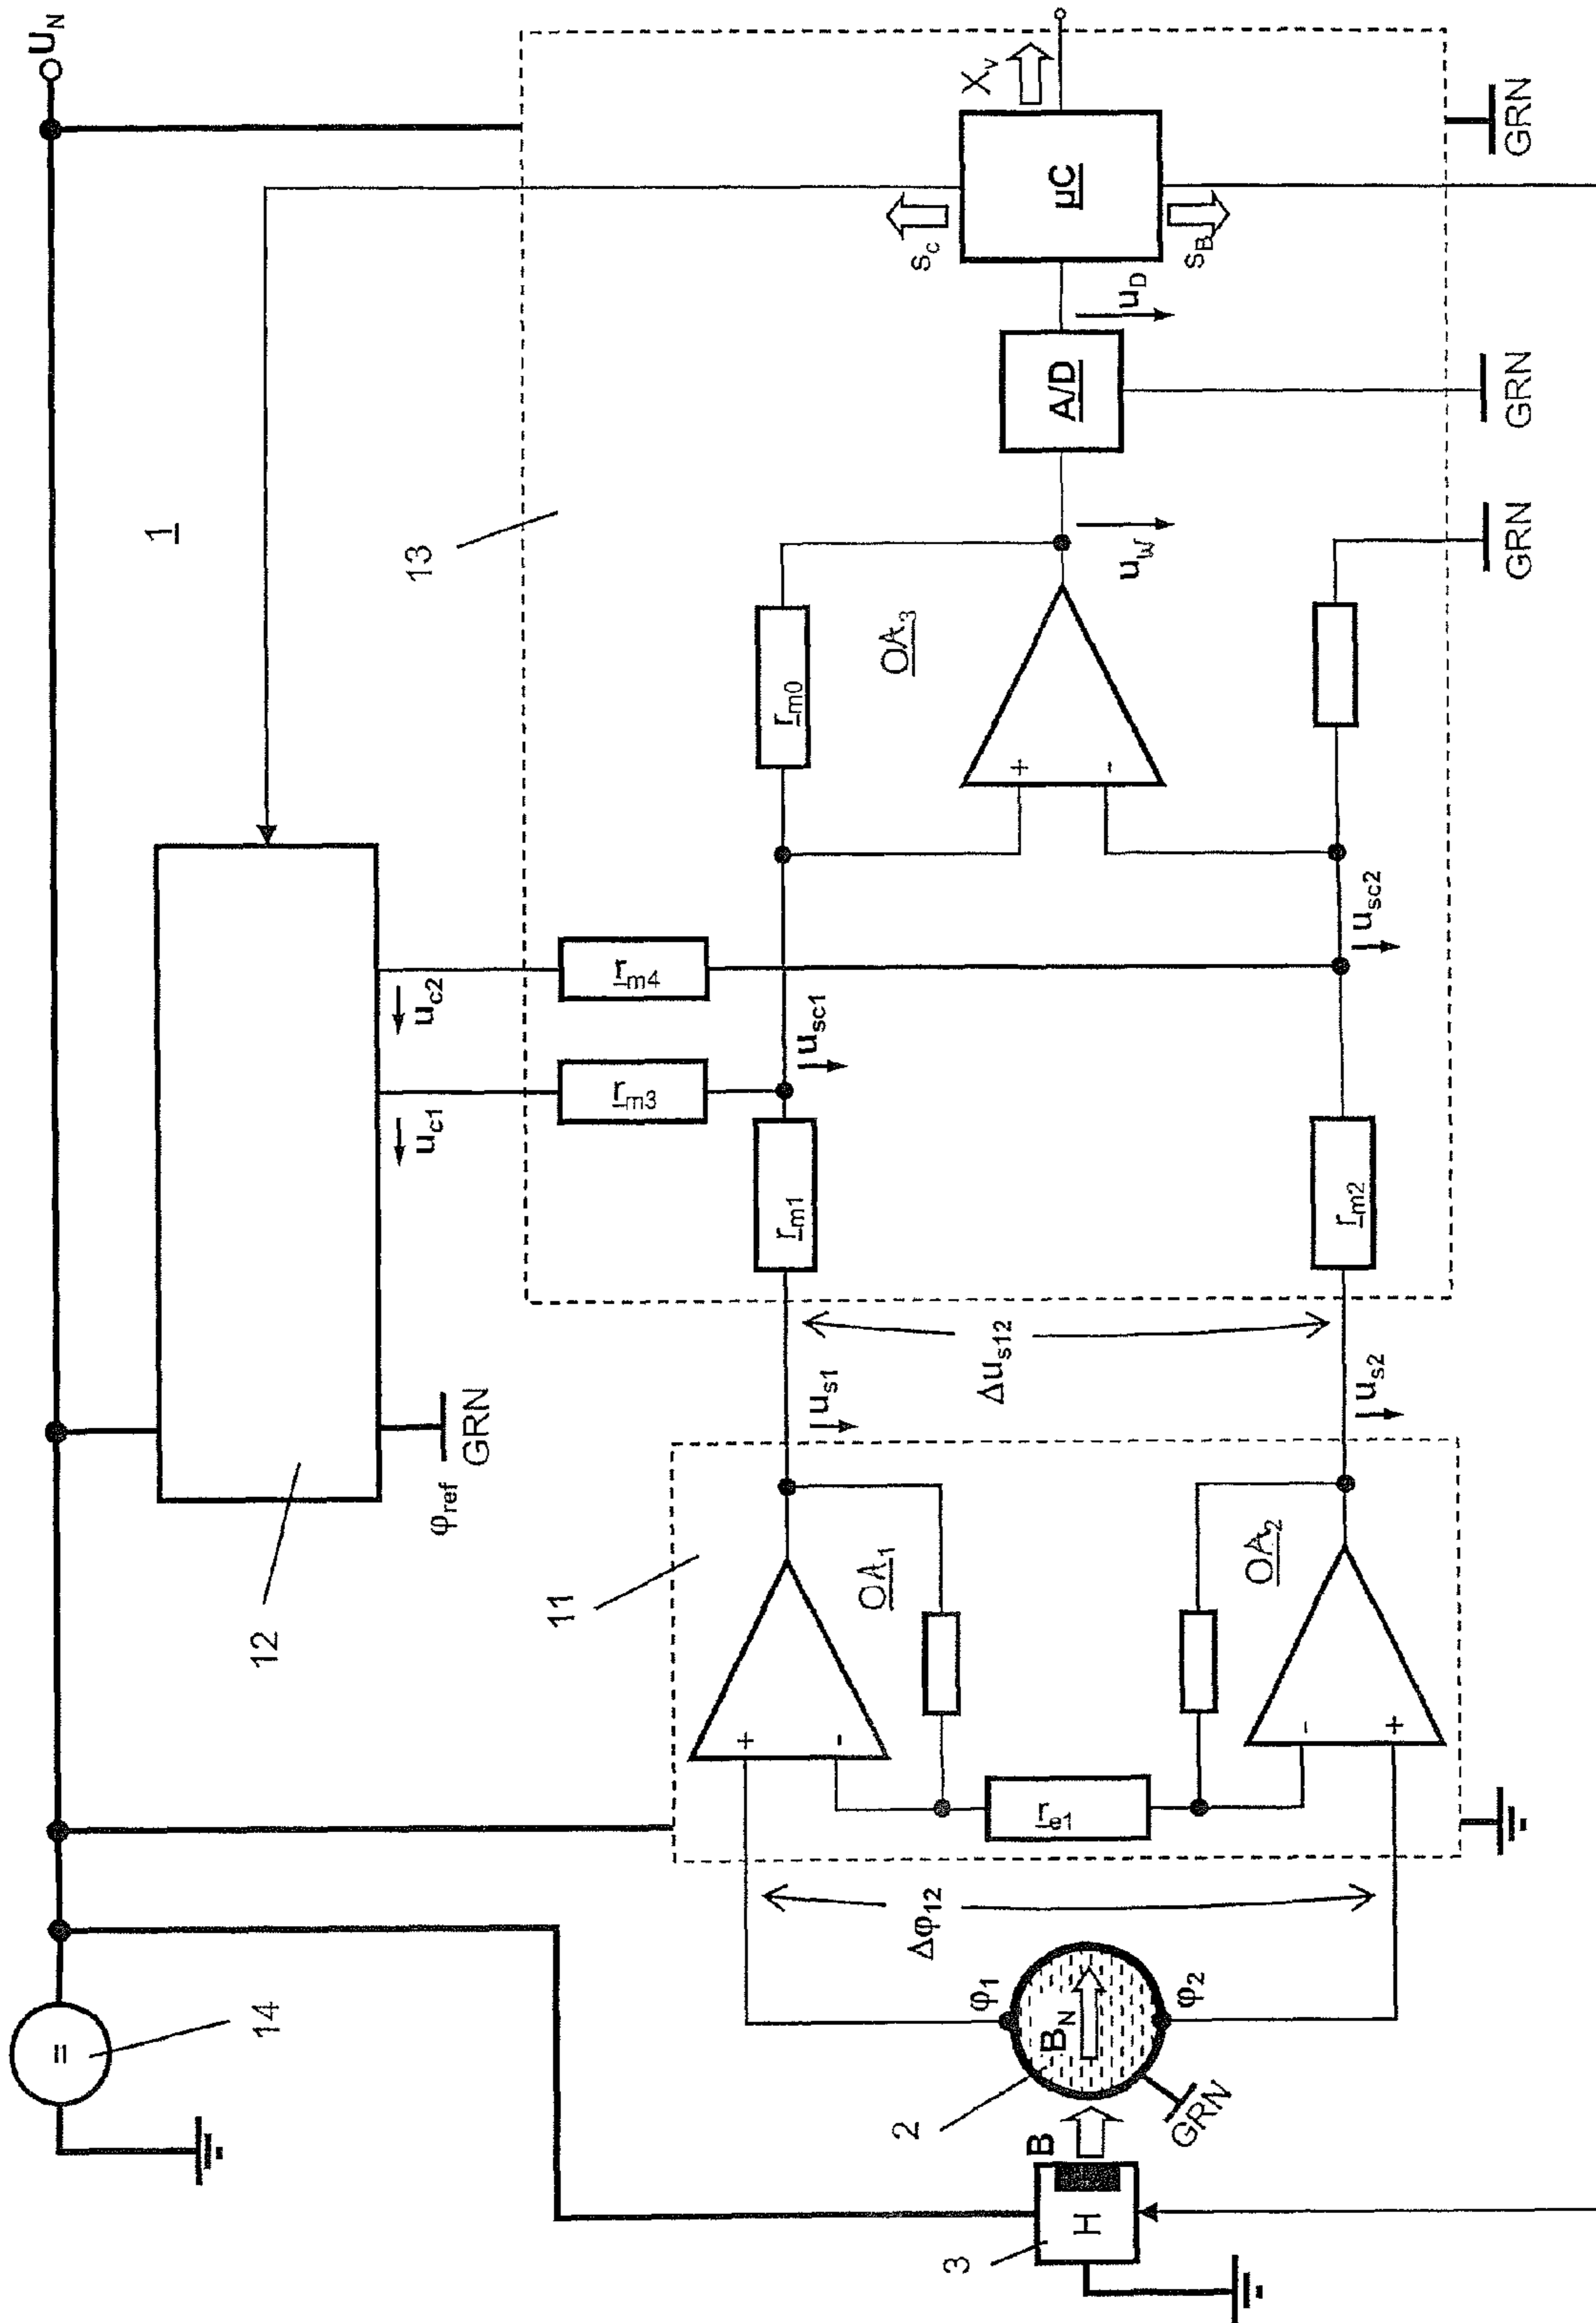 1
U_N
14
=
12
φ_ref
GRN
S_c
13
u_c1
u_c2
r_m3
r_m4
11
OA_1
+
-
r_e1
-
+
OA_2
u_s1
Δu_s12
u_s2
r_m1
r_m2
u_sc1
u_sc2
r_m0
OA_3
+
-
GRN
u_w
A/D
GRN
u_D
µC
s_B
X_v
GRN
Δφ_12
φ_1
φ_2
B_N
2
GRN
B
H
3